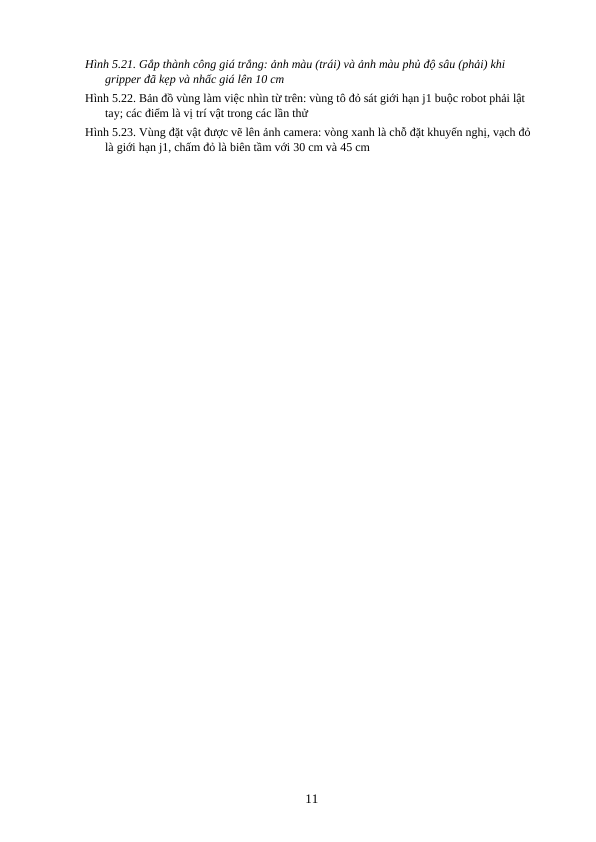 Hình 5.21. Gắp thành công giá trắng: ảnh màu (trái) và ảnh màu phủ độ sâu (phải) khi
gripper đã kẹp và nhấc giá lên 10 cm
Hình 5.22. Bản đồ vùng làm việc nhìn từ trên: vùng tô đỏ sát giới hạn j1 buộc robot phải lật
tay; các điểm là vị trí vật trong các lần thử
Hình 5.23. Vùng đặt vật được vẽ lên ảnh camera: vòng xanh là chỗ đặt khuyến nghị, vạch đỏ
là giới hạn j1, chấm đỏ là biên tầm với 30 cm và 45 cm
11